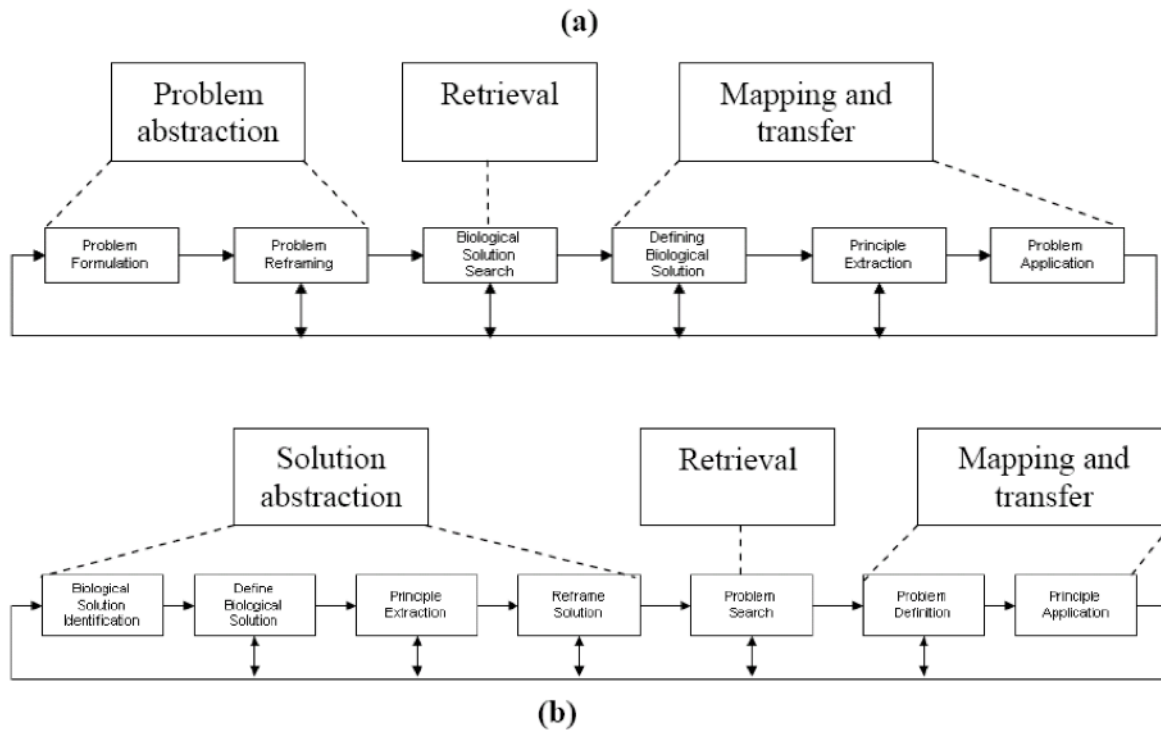 (a)
Problem
abstraction
Retrieval
Mapping and
transfer
Problem
Formulation
Problem
Reframing
Biological
Solution
Search
Defining
Biological
Solution
Principle
Extraction
Problem
Application
Solution
abstraction
Retrieval
Mapping and
transfer
Biological
Solution
Identification
Define
Biological
Solution
Principle
Extraction
Reframe
Solution
Problem
Search
Problem
Definition
Principle
Application
(b)